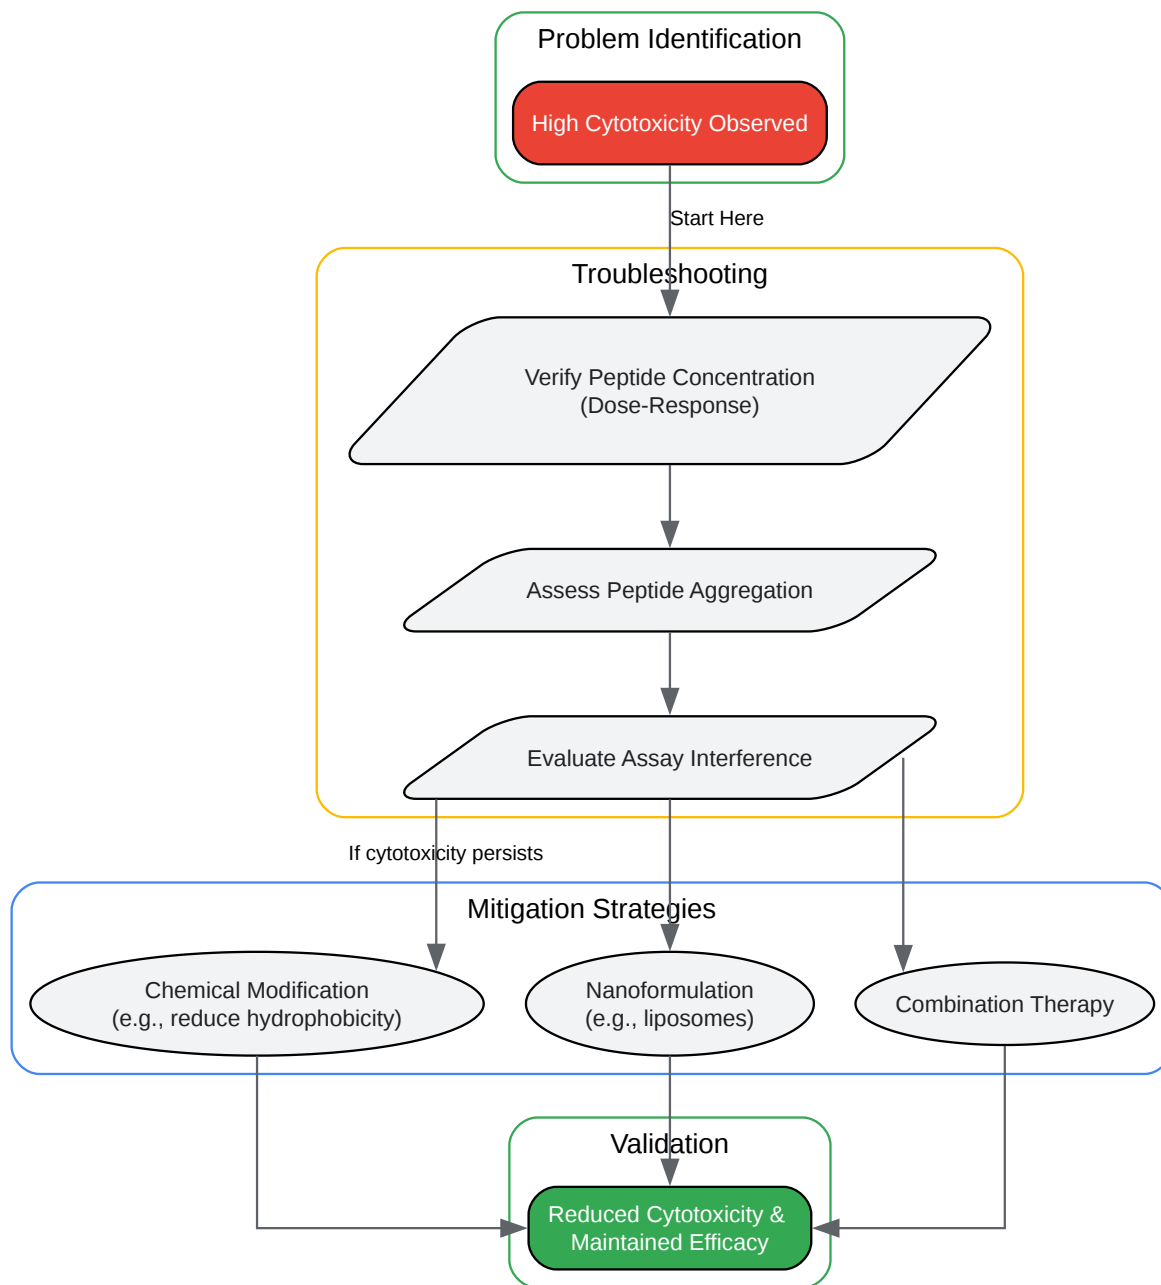 Problem Identification
High Cytotoxicity Observed
Start Here
Troubleshooting
Verify Peptide Concentration
(Dose-Response)
Assess Peptide Aggregation
Evaluate Assay Interference
If cytotoxicity persists
Mitigation Strategies
Chemical Modification
(e.g., reduce hydrophobicity)
Nanoformulation
(e.g., liposomes)
Combination Therapy
Validation
Reduced Cytotoxicity &
Maintained Efficacy